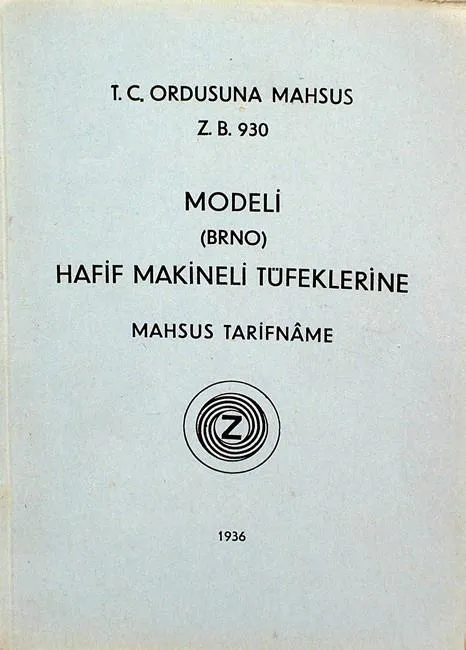 T. C. ORDUSUNA MAHSUS
Z. B. 930
MODELİ
(BRNO)
HAFİF MAKİNELİ TÜFEKLERİNE
MAHSUS TARİFNÂME
Z
1936